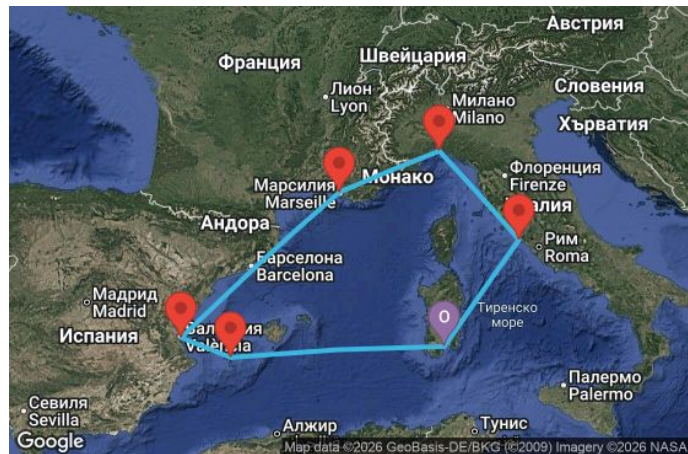 Австрия
Франция
Швейцария
Словения
Лион
Lyon
Милано
Milano
Хърватия
Монако
Флоренция
Firenze
Марсилия
Marseille
Андора
Рим
Roma
Барселона
Barcelona
Мадрид
Madrid
O
Тиренско
море
Испания
València
Палермо
Palermo
Севиля
Sevilla
Алжир
Тунис
Google
Map data ©2026 GeoBasis-DE/BKG (©2009) Imagery ©2026 NASA